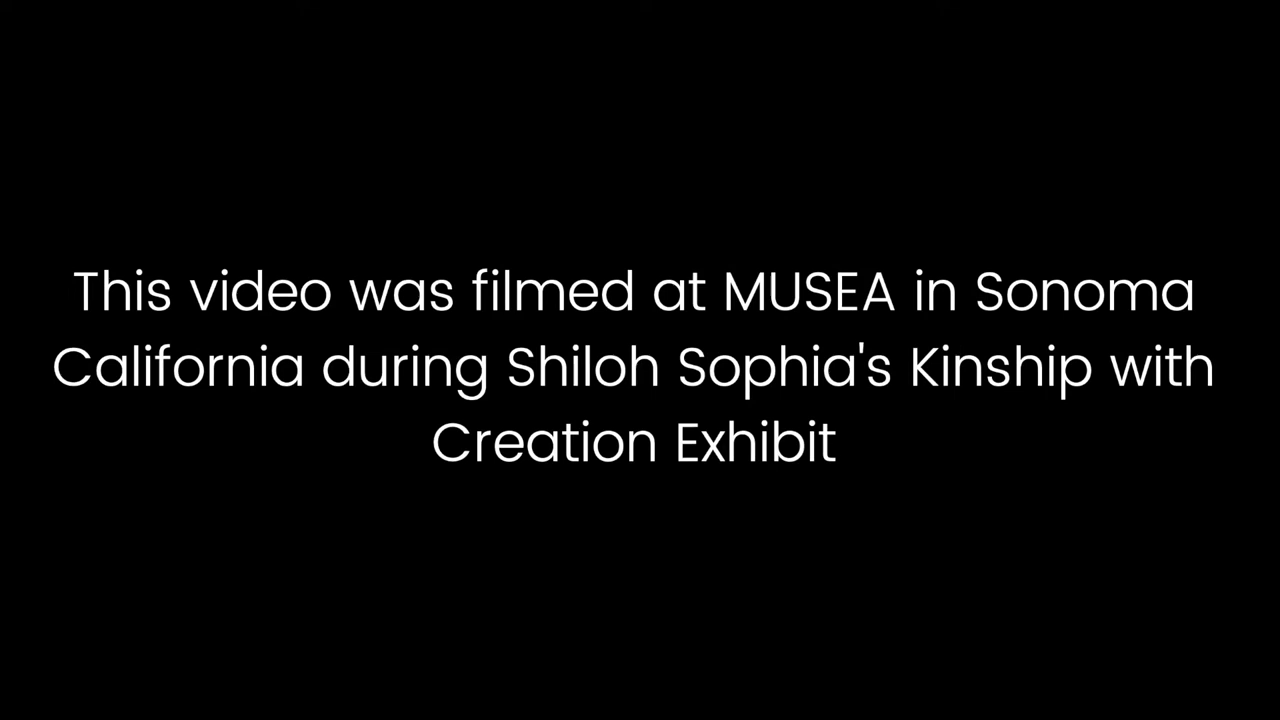 This video was filmed at MUSEA in Sonoma
California during Shiloh Sophia's Kinship with
Creation Exhibit